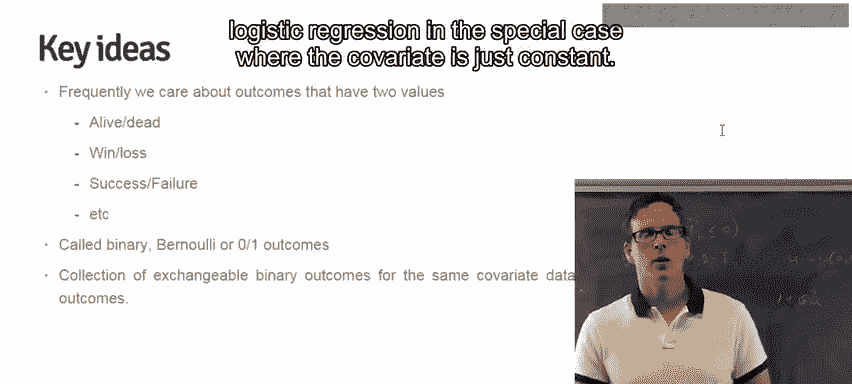 logistic regression in the special case
where the covariate is just constant.
Key ideas
· Frequently we care about outcomes that have two values
- Alive/dead
- Win/loss
- Success/Failure
- etc
· Called binary, Bernoulli or 0/1 outcomes
· Collection of exchangeable binary outcomes for the same covariate data
outcomes.